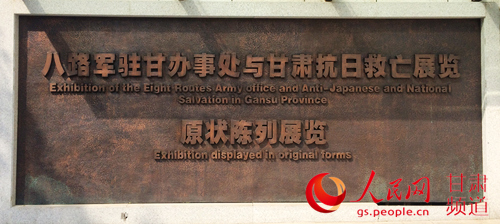 八路军驻甘办事处与甘肃抗日救亡展览
Exhibition of the Eight Routes Army office and Anti-Japanese and National
Salvation in Gansu Province
原状陈列展览
Exhibition displayed in original forms
人民网 甘肃频道
gs.people.cn